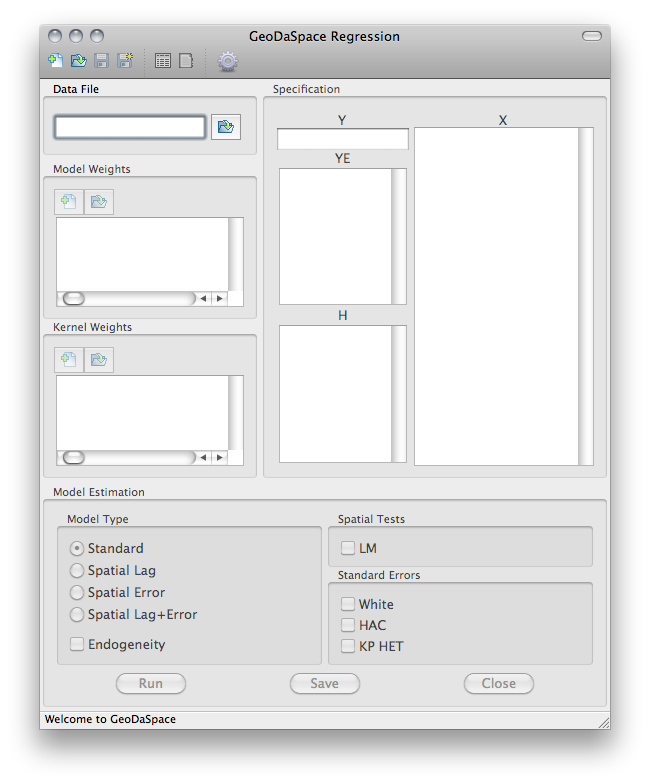 GeoDaSpace Regression
Data File
Model Weights
Kernel Weights
Specification
Y
YE
H
X
Model Estimation
Model Type
Standard
Spatial Lag
Spatial Error
Spatial Lag+Error
Endogeneity
Spatial Tests
LM
Standard Errors
White
HAC
KP HET
Run
Save
Close
Welcome to GeoDaSpace